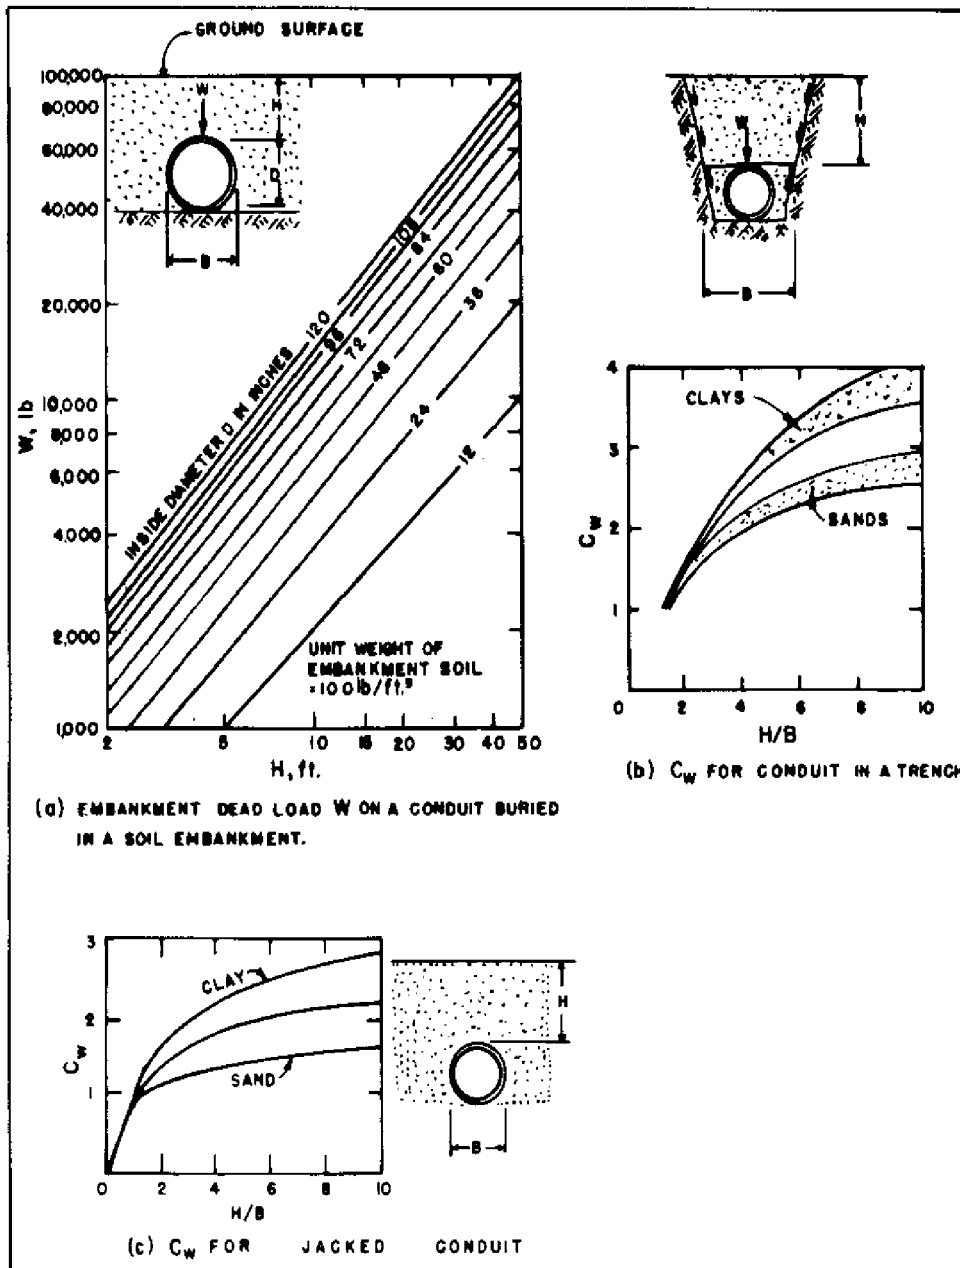 GROUND SURFACE
100,000
80,000
60,000
40,000
20,000
10,000
8000
6,000
4,000
2,000
1,000
W, lb
W
H
D
B
INSIDE DIAMETER D IN INCHES
120
108
96
84
72
60
48
36
24
12
UNIT WEIGHT OF
EMBANKMENT SOIL
=100 lb/ft.³
2 5 10 15 20 30 40 50
H, ft.
(a) EMBANKMENT DEAD LOAD W ON A CONDUIT BURIED
IN A SOIL EMBANKMENT.
W
H
B
4
3
2
1
0 2 4 6 8 10
Cw
CLAYS
SANDS
H/B
(b) Cw FOR CONDUIT IN A TRENCH
3
2
1
0 2 4 6 8 10
Cw
CLAY
SAND
H/B
H
B
(c) Cw FOR JACKED CONDUIT